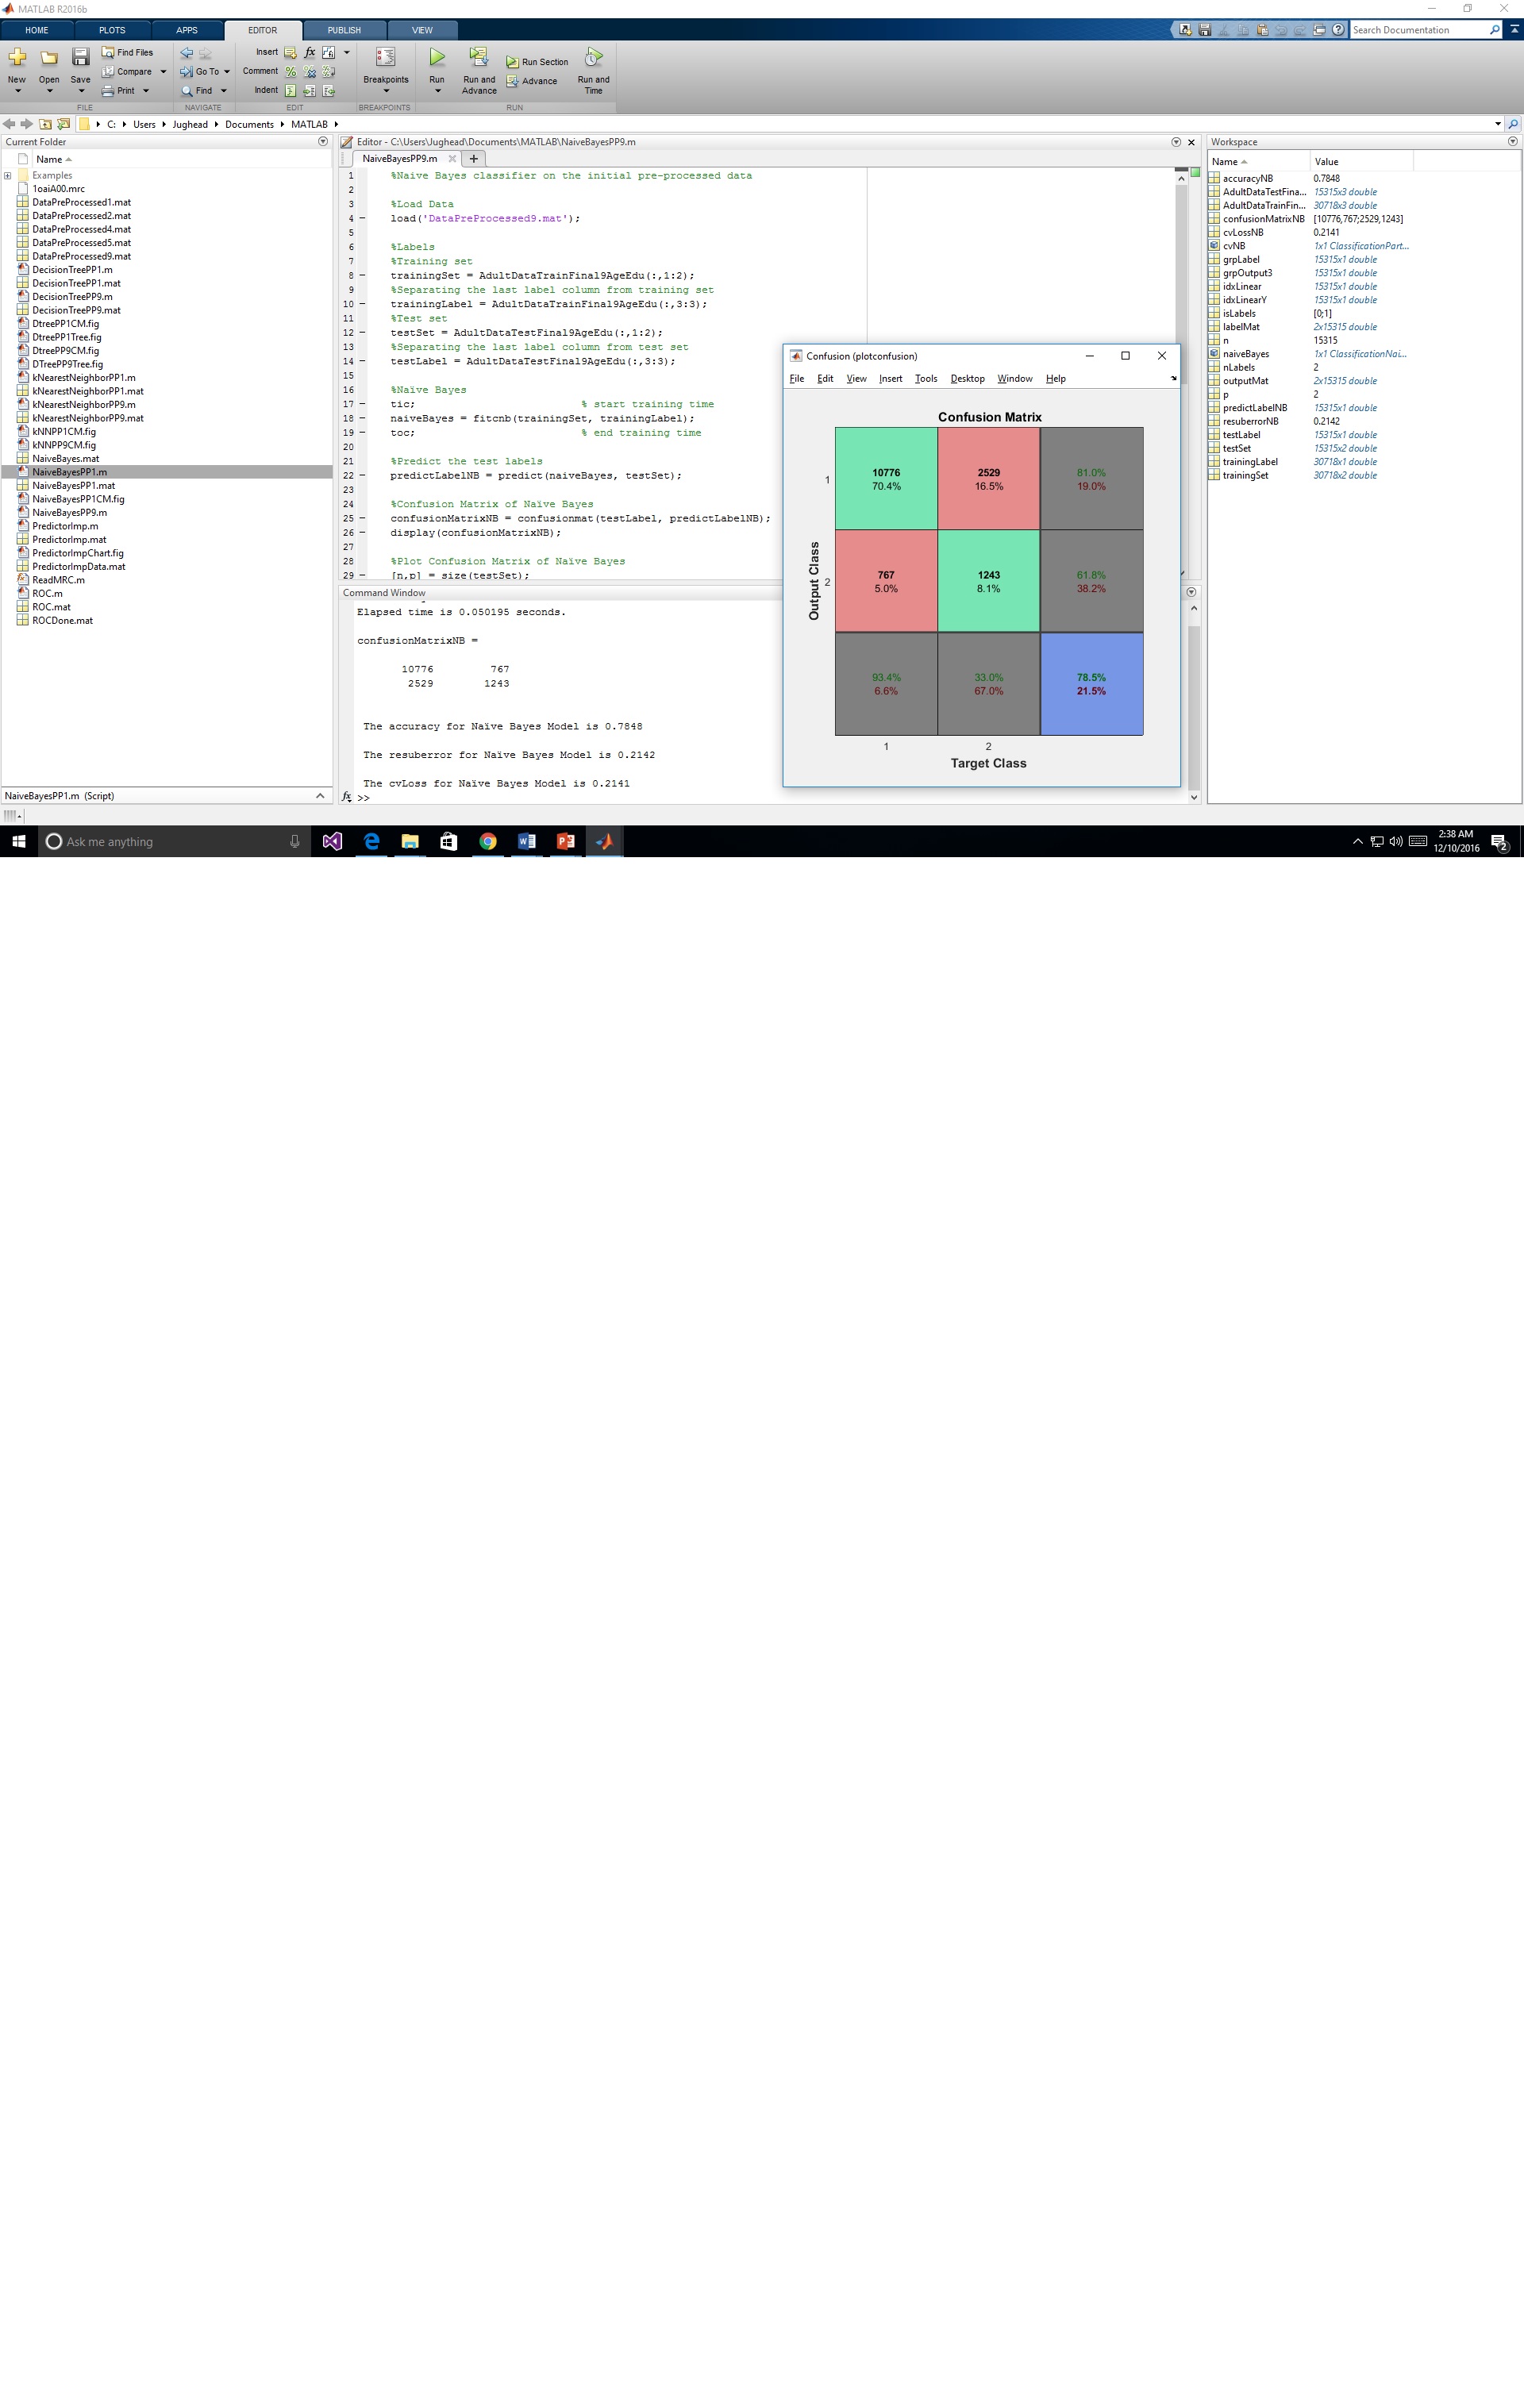 MATLAB R2016b
HOME PLOTS APPS EDITOR PUBLISH VIEW
Search Documentation
New Open Save Find Files Compare Print
Go To Find
Insert fx
Comment
Indent
Breakpoints
Run Run and Advance Run Section Advance Run and Time
FILE NAVIGATE EDIT BREAKPOINTS RUN
C: Users Jughead Documents MATLAB
Current Folder
Name
Examples
1oaiA00.mrc
DataPreProcessed1.mat
DataPreProcessed2.mat
DataPreProcessed4.mat
DataPreProcessed5.mat
DataPreProcessed9.mat
DecisionTreePP1.m
DecisionTreePP1.mat
DecisionTreePP9.m
DecisionTreePP9.mat
DtreePP1CM.fig
DtreePP1Tree.fig
DtreePP9CM.fig
DTreePP9Tree.fig
kNearestNeighborPP1.m
kNearestNeighborPP1.mat
kNearestNeighborPP9.m
kNearestNeighborPP9.mat
kNNPP1CM.fig
kNNPP9CM.fig
NaiveBayes.mat
NaiveBayesPP1.m
NaiveBayesPP1.mat
NaiveBayesPP1CM.fig
NaiveBayesPP9.m
PredictorImp.m
PredictorImp.mat
PredictorImpChart.fig
PredictorImpData.mat
ReadMRC.m
ROC.m
ROC.mat
ROCDone.mat
NaiveBayesPP1.m (Script)
Editor - C:\Users\Jughead\Documents\MATLAB\NaiveBayesPP9.m
NaiveBayesPP9.m
1 %Naive Bayes classifier on the initial pre-processed data
2
3 %Load Data
4 – load('DataPreProcessed9.mat');
5
6 %Labels
7 %Training set
8 – trainingSet = AdultDataTrainFinal9AgeEdu(:,1:2);
9 %Separating the last label column from training set
10 – trainingLabel = AdultDataTrainFinal9AgeEdu(:,3:3);
11 %Test set
12 – testSet = AdultDataTestFinal9AgeEdu(:,1:2);
13 %Separating the last label column from test set
14 – testLabel = AdultDataTestFinal9AgeEdu(:,3:3);
15
16 %Naïve Bayes
17 – tic; % start training time
18 – naiveBayes = fitcnb(trainingSet, trainingLabel);
19 – toc; % end training time
20
21 %Predict the test labels
22 – predictLabelNB = predict(naiveBayes, testSet);
23
24 %Confusion Matrix of Naïve Bayes
25 – confusionMatrixNB = confusionmat(testLabel, predictLabelNB);
26 – display(confusionMatrixNB);
27
28 %Plot Confusion Matrix of Naïve Bayes
29 – [n,p] = size(testSet);
Command Window
Elapsed time is 0.050195 seconds.
confusionMatrixNB =
10776 767
2529 1243
The accuracy for Naïve Bayes Model is 0.7848
The resuberror for Naïve Bayes Model is 0.2142
The cvLoss for Naïve Bayes Model is 0.2141
fx >>
Confusion (plotconfusion)
File Edit View Insert Tools Desktop Window Help
Confusion Matrix
Output Class
1 10776 2529 81.0%
70.4% 16.5% 19.0%
2 767 1243 61.8%
5.0% 8.1% 38.2%
93.4% 33.0% 78.5%
6.6% 67.0% 21.5%
1 2
Target Class
Workspace
Name Value
accuracyNB 0.7848
AdultDataTestFina... 15315x3 double
AdultDataTrainFin... 30718x3 double
confusionMatrixNB [10776,767;2529,1243]
cvLossNB 0.2141
cvNB 1x1 ClassificationPart...
grpLabel 15315x1 double
grpOutput3 15315x1 double
idxLinear 15315x1 double
idxLinearY 15315x1 double
isLabels [0;1]
labelMat 2x15315 double
n 15315
naiveBayes 1x1 ClassificationNai...
nLabels 2
outputMat 2x15315 double
p 2
predictLabelNB 15315x1 double
resuberrorNB 0.2142
testLabel 15315x1 double
testSet 15315x2 double
trainingLabel 30718x1 double
trainingSet 30718x2 double
Ask me anything
2:38 AM
12/10/2016
2